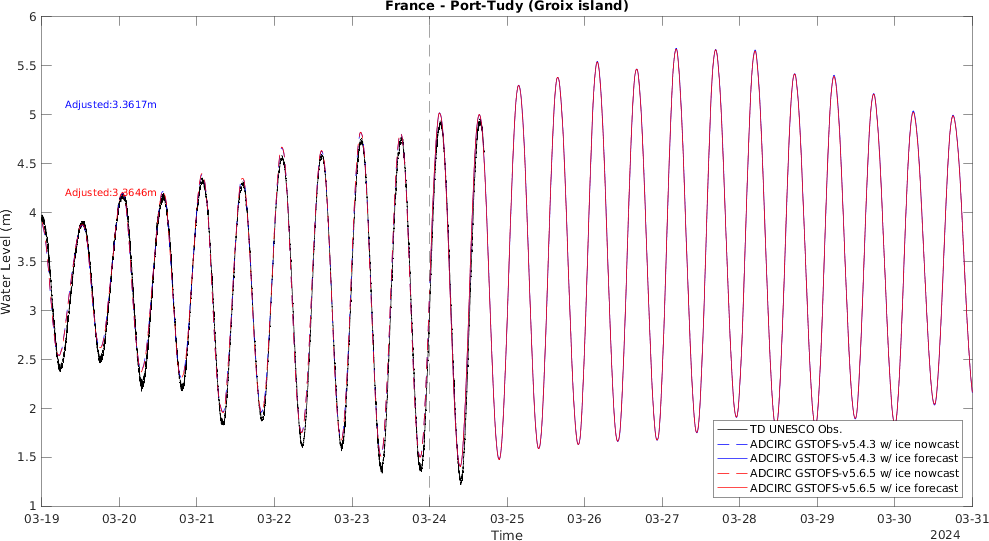 France - Port-Tudy (Groix island)
6
5.5
5
4.5
4
3.5
3
2.5
2
1.5
1
Water Level (m)
Adjusted:3.3617m
Adjusted:3.3646m
TD UNESCO Obs.
ADCIRC GSTOFS-v5.4.3 w/ ice nowcast
ADCIRC GSTOFS-v5.4.3 w/ ice forecast
ADCIRC GSTOFS-v5.6.5 w/ ice nowcast
ADCIRC GSTOFS-v5.6.5 w/ ice forecast
03-19 03-20 03-21 03-22 03-23 03-24 03-25 03-26 03-27 03-28 03-29 03-30 03-31
Time
2024